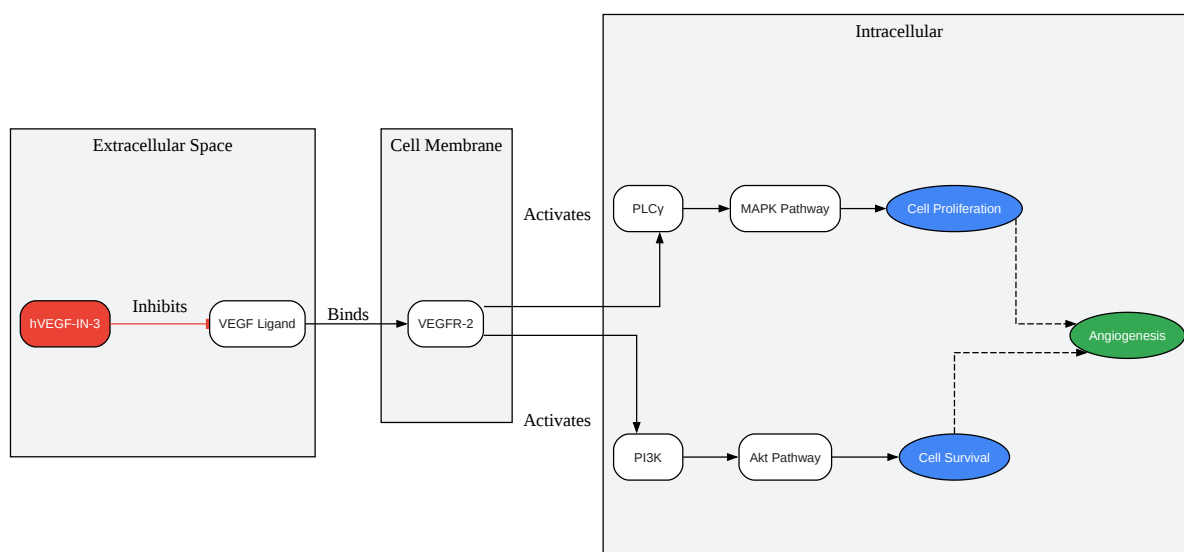 Intracellular
Extracellular Space
Cell Membrane
Activates
PLCγ
MAPK Pathway
Cell Proliferation
hVEGF-IN-3
Inhibits
VEGF Ligand
Binds
VEGFR-2
Angiogenesis
Activates
PI3K
Akt Pathway
Cell Survival